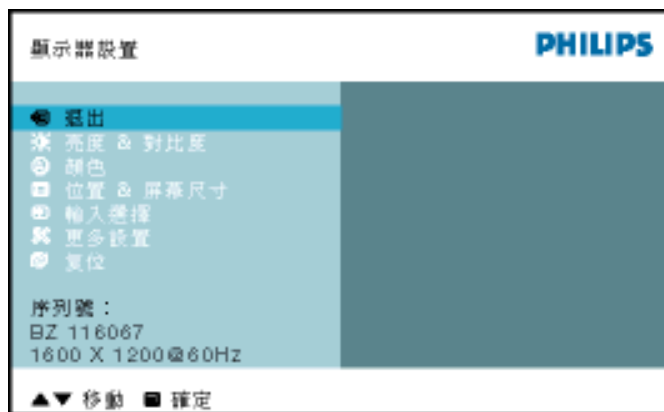 顯示器設置
PHILIPS
退出
亮度 & 對比度
顏色
位置 & 屏幕尺寸
輸入選擇
更多設置
复位
序列號：
BZ 116067
1600 X 1200@60Hz
▲▼ 移動 ■ 確定